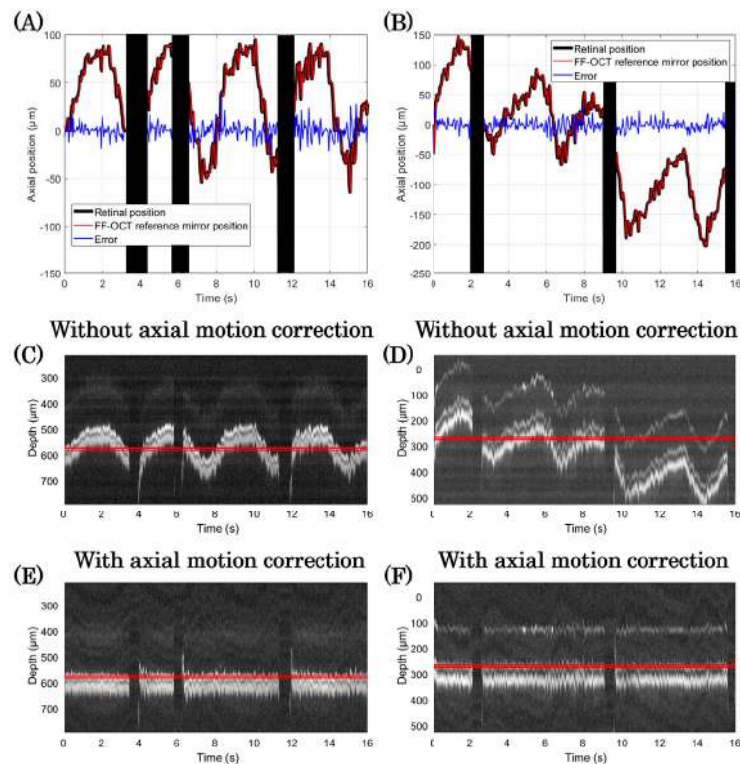 (A)
100
50
0
-50
-100
-150
Axial position (µm)
Retinal position
FF-OCT reference mirror position
Error
0 2 4 6 8 10 12 14 16
Time (s)
(B)
150
100
50
0
-50
-100
-150
-200
-250
Axial position (µm)
Retinal position
FF-OCT reference mirror position
Error
0 2 4 6 8 10 12 14 16
Time (s)
Without axial motion correction
(C)
300
400
500
600
700
Depth (µm)
0 2 4 6 8 10 12 14 16
Time (s)
Without axial motion correction
(D)
0
100
200
300
400
500
Depth (µm)
0 2 4 6 8 10 12 14 16
Time (s)
With axial motion correction
(E)
300
400
500
600
700
Depth (µm)
0 2 4 6 8 10 12 14 16
Time (s)
With axial motion correction
(F)
0
100
200
300
400
500
Depth (µm)
0 2 4 6 8 10 12 14 16
Time (s)